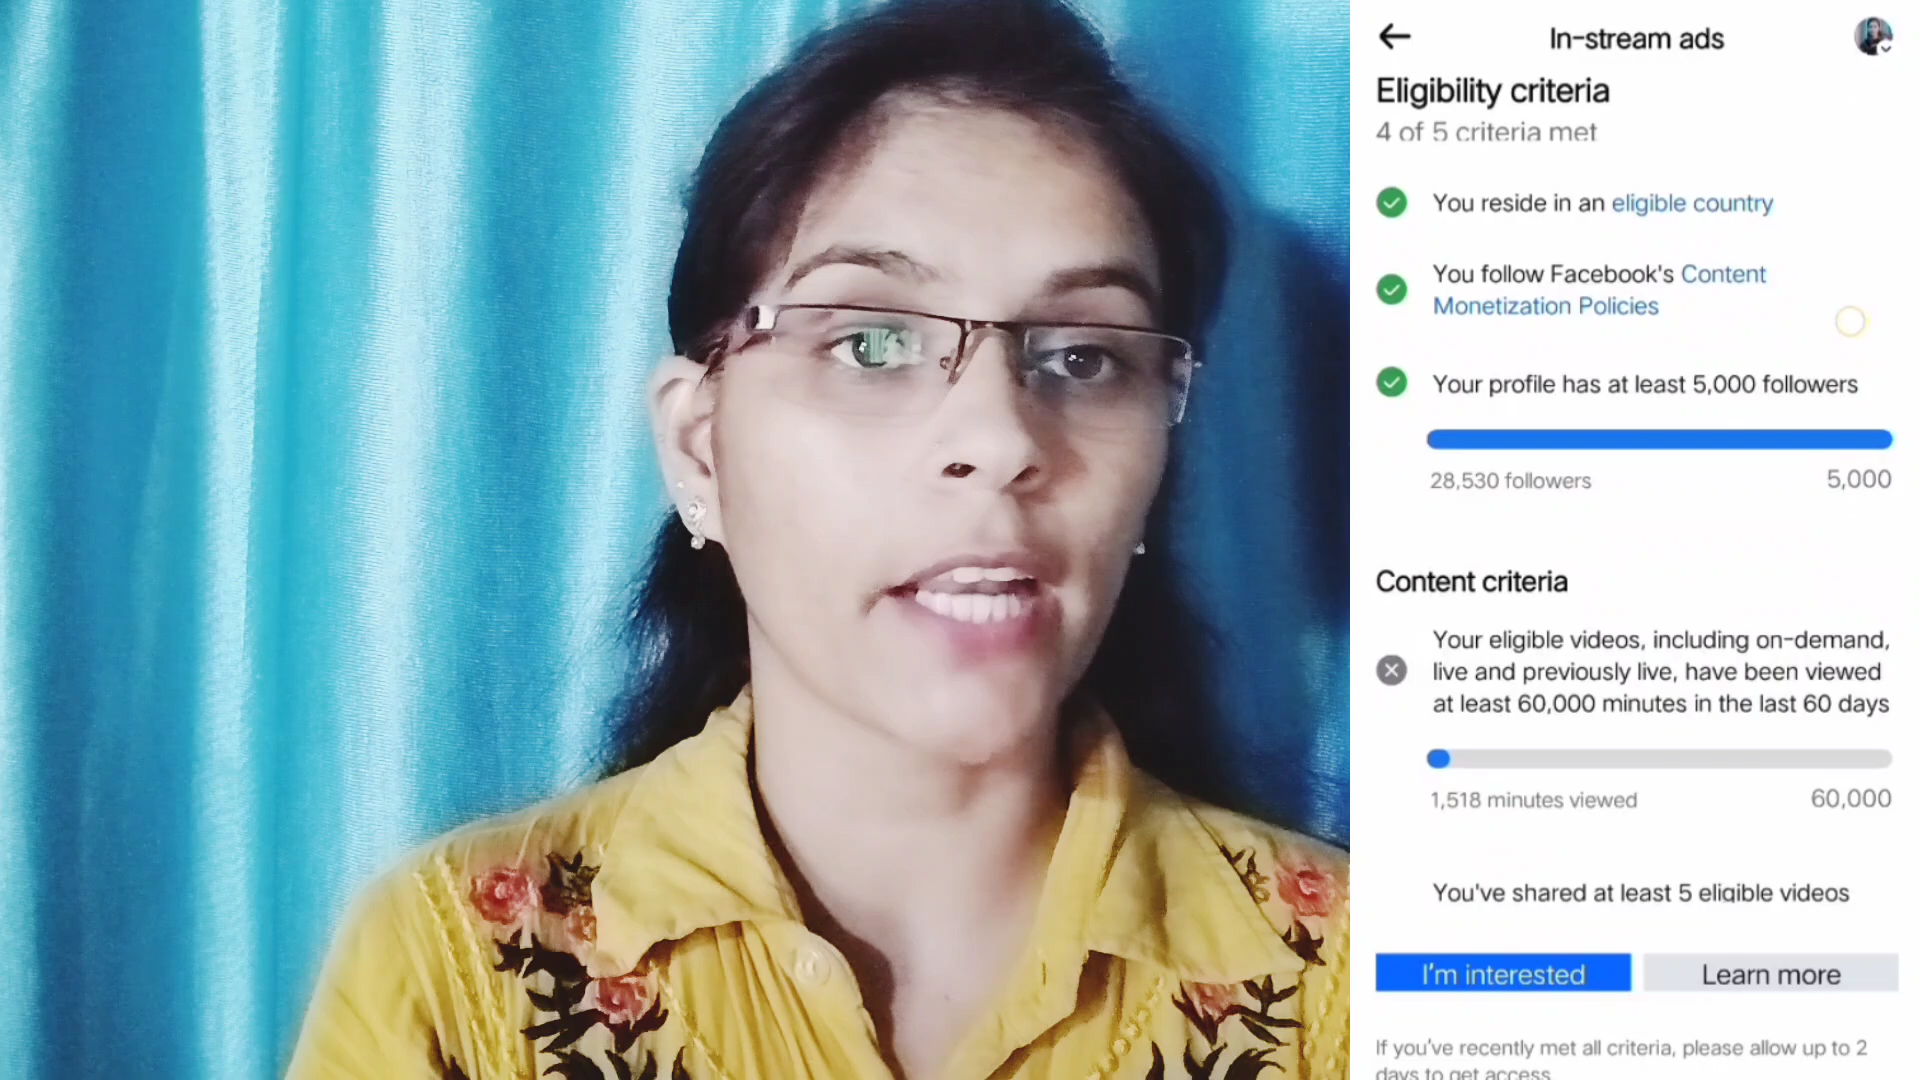 In-stream ads
Eligibility criteria
4 of 5 criteria met
You reside in an eligible country
You follow Facebook's Content
Monetization Policies
Your profile has at least 5,000 followers
28,530 followers 5,000
Content criteria
Your eligible videos, including on-demand,
live and previously live, have been viewed
at least 60,000 minutes in the last 60 days
1,518 minutes viewed 60,000
You've shared at least 5 eligible videos
I'm interested Learn more
If you've recently met all criteria, please allow up to 2
days to get access